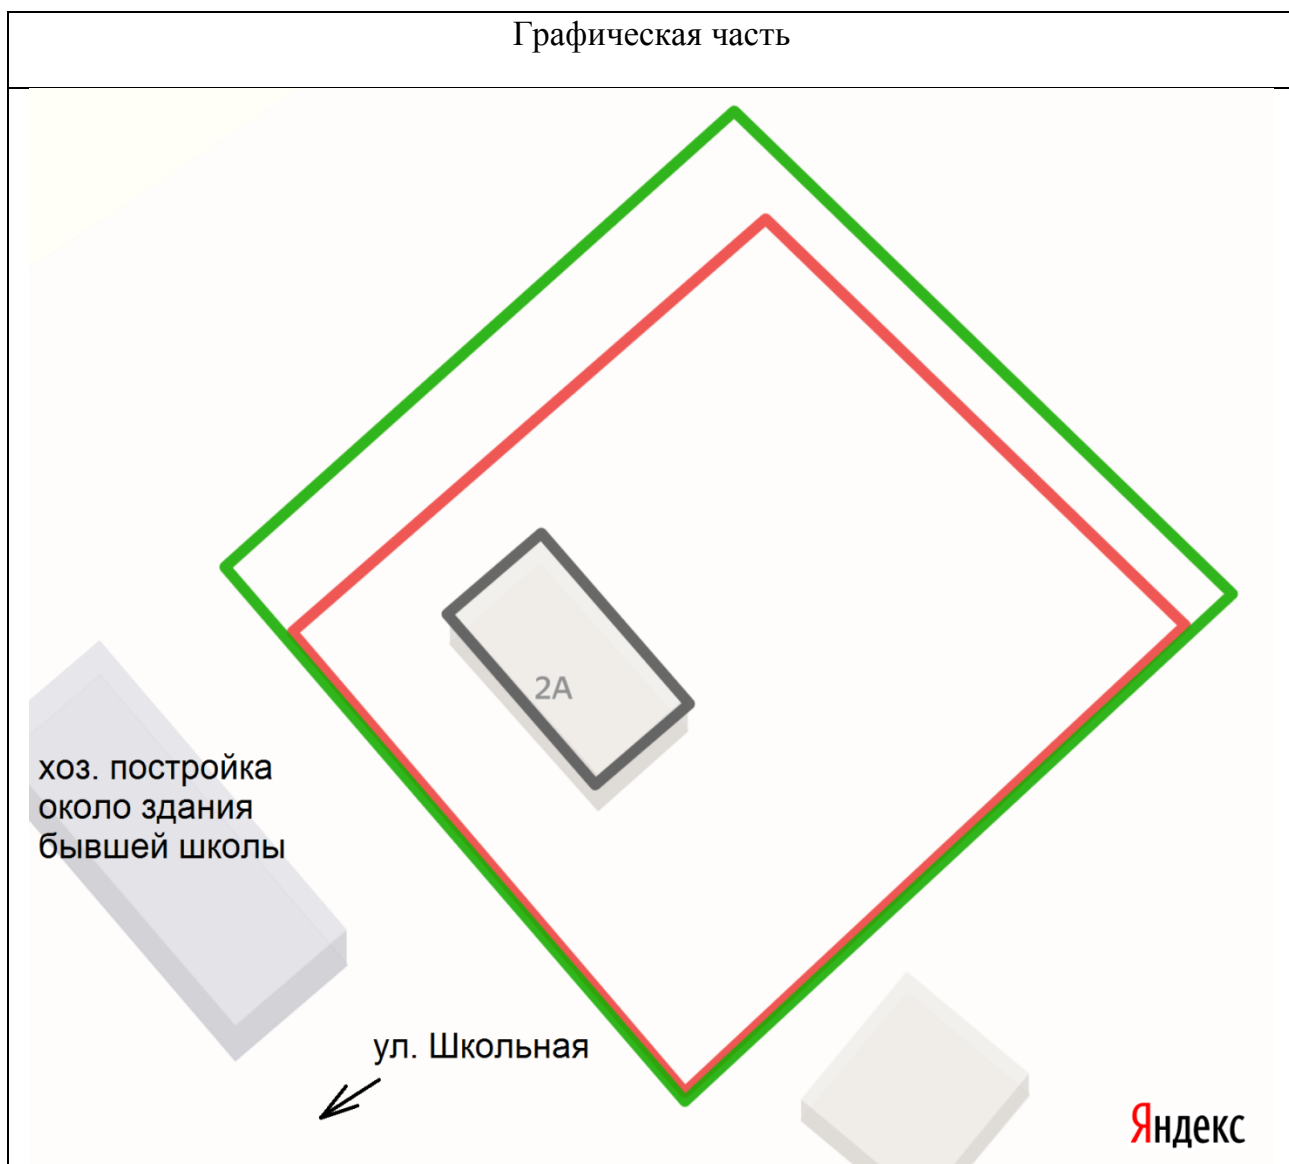 Графическая часть
2А
хоз. постройка
около здания
бывшей школы
ул. Школьная
Яндекс